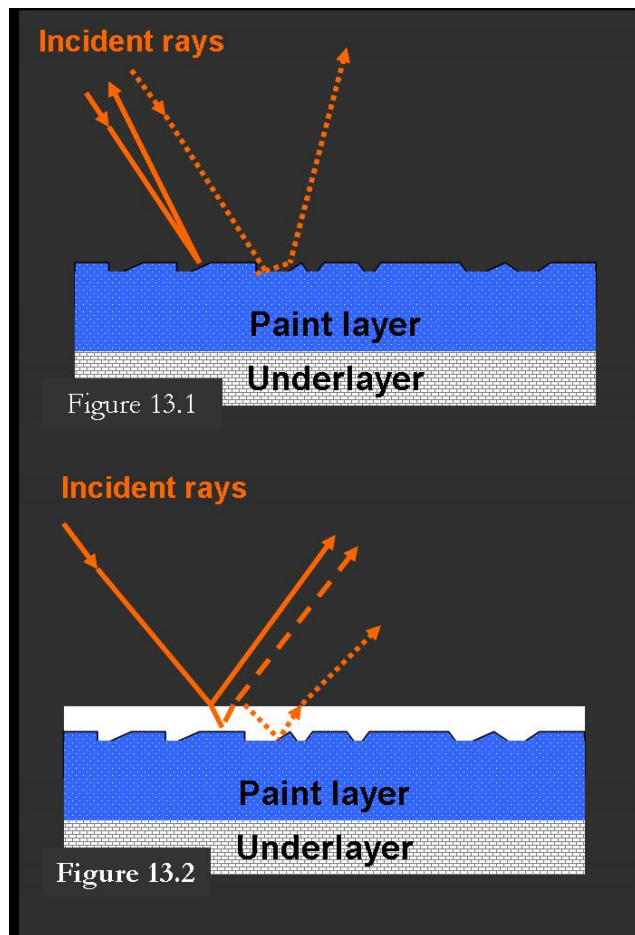 Incident rays
Paint layer
Underlayer
Figure 13.1
Incident rays
Paint layer
Underlayer
Figure 13.2